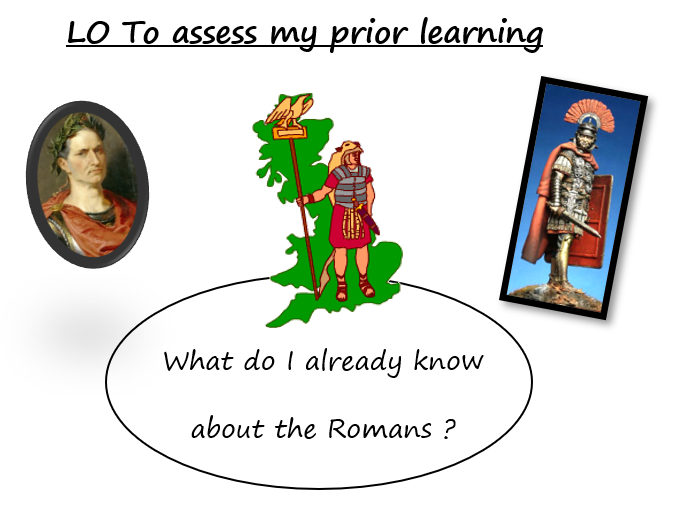 LO To assess my prior learning
What do I already know
about the Romans ?